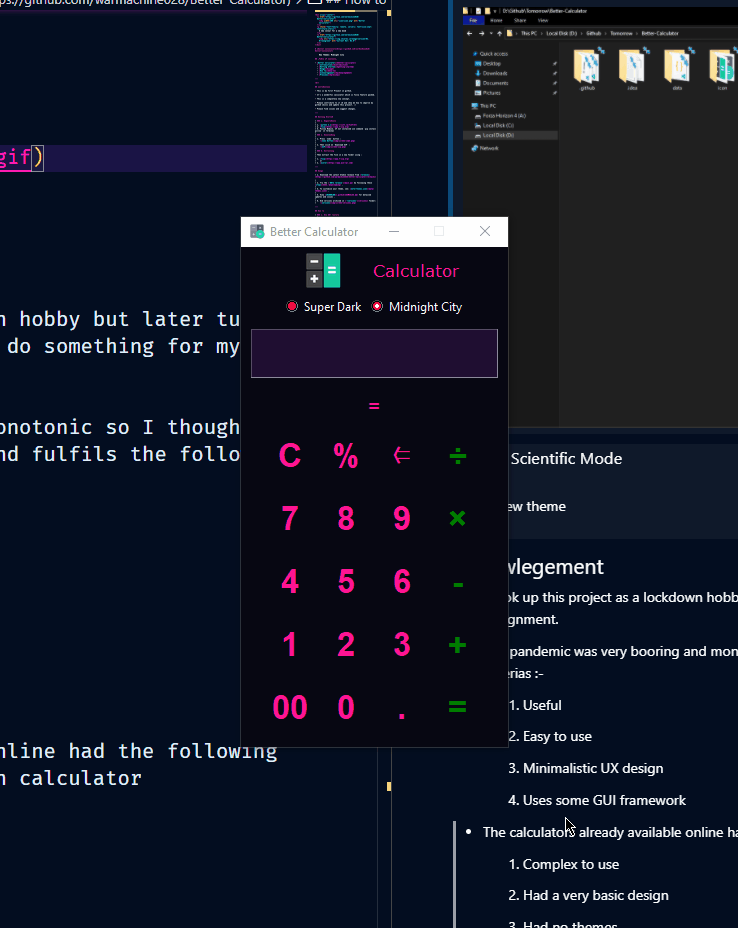 ps://github.com/warmachine028/Better-Calculator) > ## How to
gif)
n hobby but later tu
do something for my
onotonic so I though
nd fulfils the follo
nline had the following
n calculator
D:\Github\Tomorrow\Better-Calculator
File Home Share View
This PC > Local Disk (D:) > Github > Tomorrow > Better-Calculator
Quick access
Desktop
Downloads
Documents
Pictures
This PC
Forza Horizon 4 (A:)
Local Disk (C:)
Local Disk (D:)
Network
.github
.idea
data
icon
Better Calculator
Calculator
Super Dark
Midnight City
=
C % ⇐ ÷
7 8 9 ×
4 5 6 -
1 2 3 +
00 0 . =
Scientific Mode
ew theme
wlegement
ok up this project as a lockdown hobb
gnment.
pandemic was very booring and mon
erias :-
1. Useful
2. Easy to use
3. Minimalistic UX design
4. Uses some GUI framework
The calculators already available online ha
1. Complex to use
2. Had a very basic design
3. Had no themes